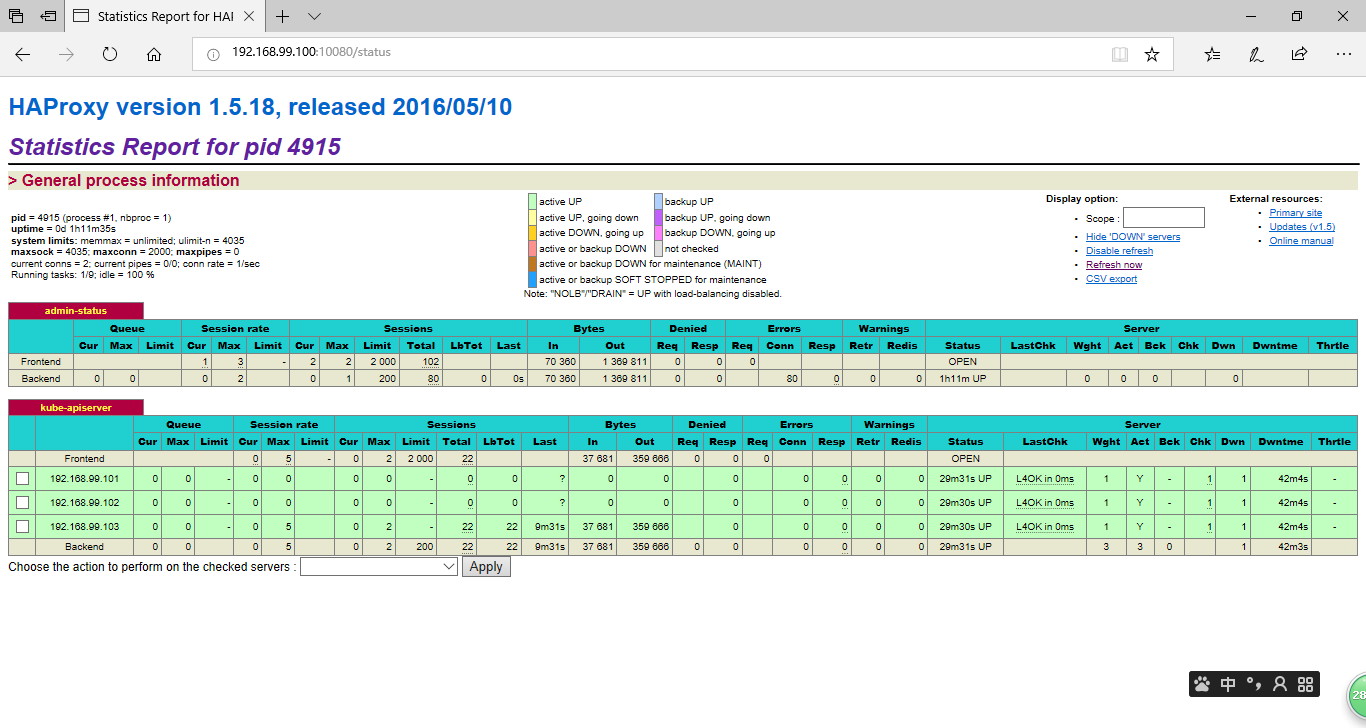 Statistics Report for HAI
192.168.99.100:10080/status
HAProxy version 1.5.18, released 2016/05/10
Statistics Report for pid 4915
> General process information
pid = 4915 (process #1, nbproc = 1)
uptime = 0d 1h11m35s
system limits: memmax = unlimited; ulimit-n = 4035
maxsock = 4035; maxconn = 2000; maxpipes = 0
current conns = 2; current pipes = 0/0; conn rate = 1/sec
Running tasks: 1/9; idle = 100 %
active UP backup UP
active UP, going down backup UP, going down
active DOWN, going up backup DOWN, going up
active or backup DOWN not checked
active or backup DOWN for maintenance (MAINT)
active or backup SOFT STOPPED for maintenance
Note: "NOLB"/"DRAIN" = UP with load-balancing disabled.
Display option:
Scope :
Hide 'DOWN' servers
Disable refresh
Refresh now
CSV export
External resources:
Primary site
Updates (v1.5)
Online manual
admin-status
Queue Session rate Sessions Bytes Denied Errors Warnings Server
Cur Max Limit Cur Max Limit Cur Max Limit Total LbTot Last In Out Req Resp Req Conn Resp Retr Redis Status LastChk Wght Act Bck Chk Dwn Dwntme Thrtle
Frontend 1 3 - 2 2 2 000 102 70 360 1 369 811 0 0 0 OPEN
Backend 0 0 0 2 0 1 200 80 0 0s 70 360 1 369 811 0 0 80 0 0 0 1h11m UP 0 0 0 0
kube-apiserver
Queue Session rate Sessions Bytes Denied Errors Warnings Server
Cur Max Limit Cur Max Limit Cur Max Limit Total LbTot Last In Out Req Resp Req Conn Resp Retr Redis Status LastChk Wght Act Bck Chk Dwn Dwntme Thrtle
Frontend 0 5 - 0 2 2 000 22 37 681 359 666 0 0 0 OPEN
192.168.99.101 0 0 - 0 0 0 0 - 0 0 ? 0 0 0 0 0 0 0 29m31s UP L4OK in 0ms 1 Y - 1 1 42m4s -
192.168.99.102 0 0 - 0 0 0 0 - 0 0 ? 0 0 0 0 0 0 0 29m30s UP L4OK in 0ms 1 Y - 1 1 42m4s -
192.168.99.103 0 0 - 0 5 0 2 - 22 22 9m31s 37 681 359 666 0 0 0 0 0 29m30s UP L4OK in 0ms 1 Y - 1 1 42m4s -
Backend 0 0 0 5 0 2 200 22 22 9m31s 37 681 359 666 0 0 0 0 0 0 29m31s UP 3 3 0 1 42m3s
Choose the action to perform on the checked servers : Apply
中 °,
28